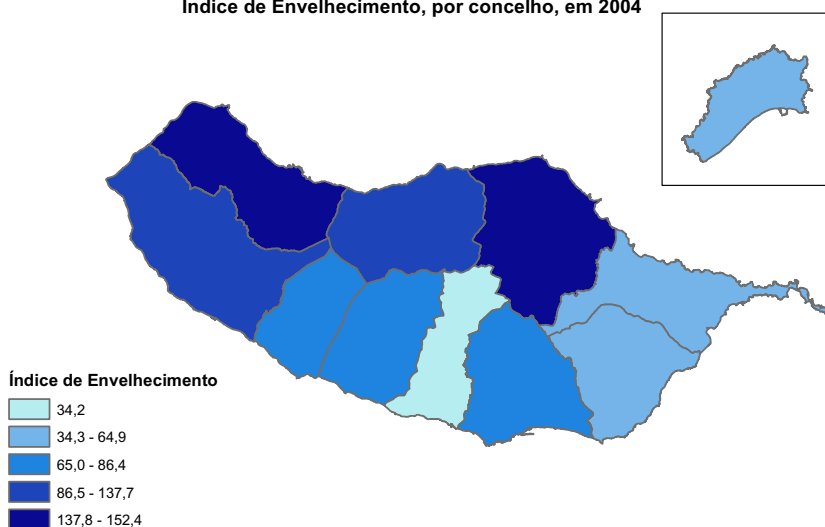 Índice de Envelhecimento, por concelho, em 2004
Índice de Envelhecimento
34,2
34,3 - 64,9
65,0 - 86,4
86,5 - 137,7
137,8 - 152,4